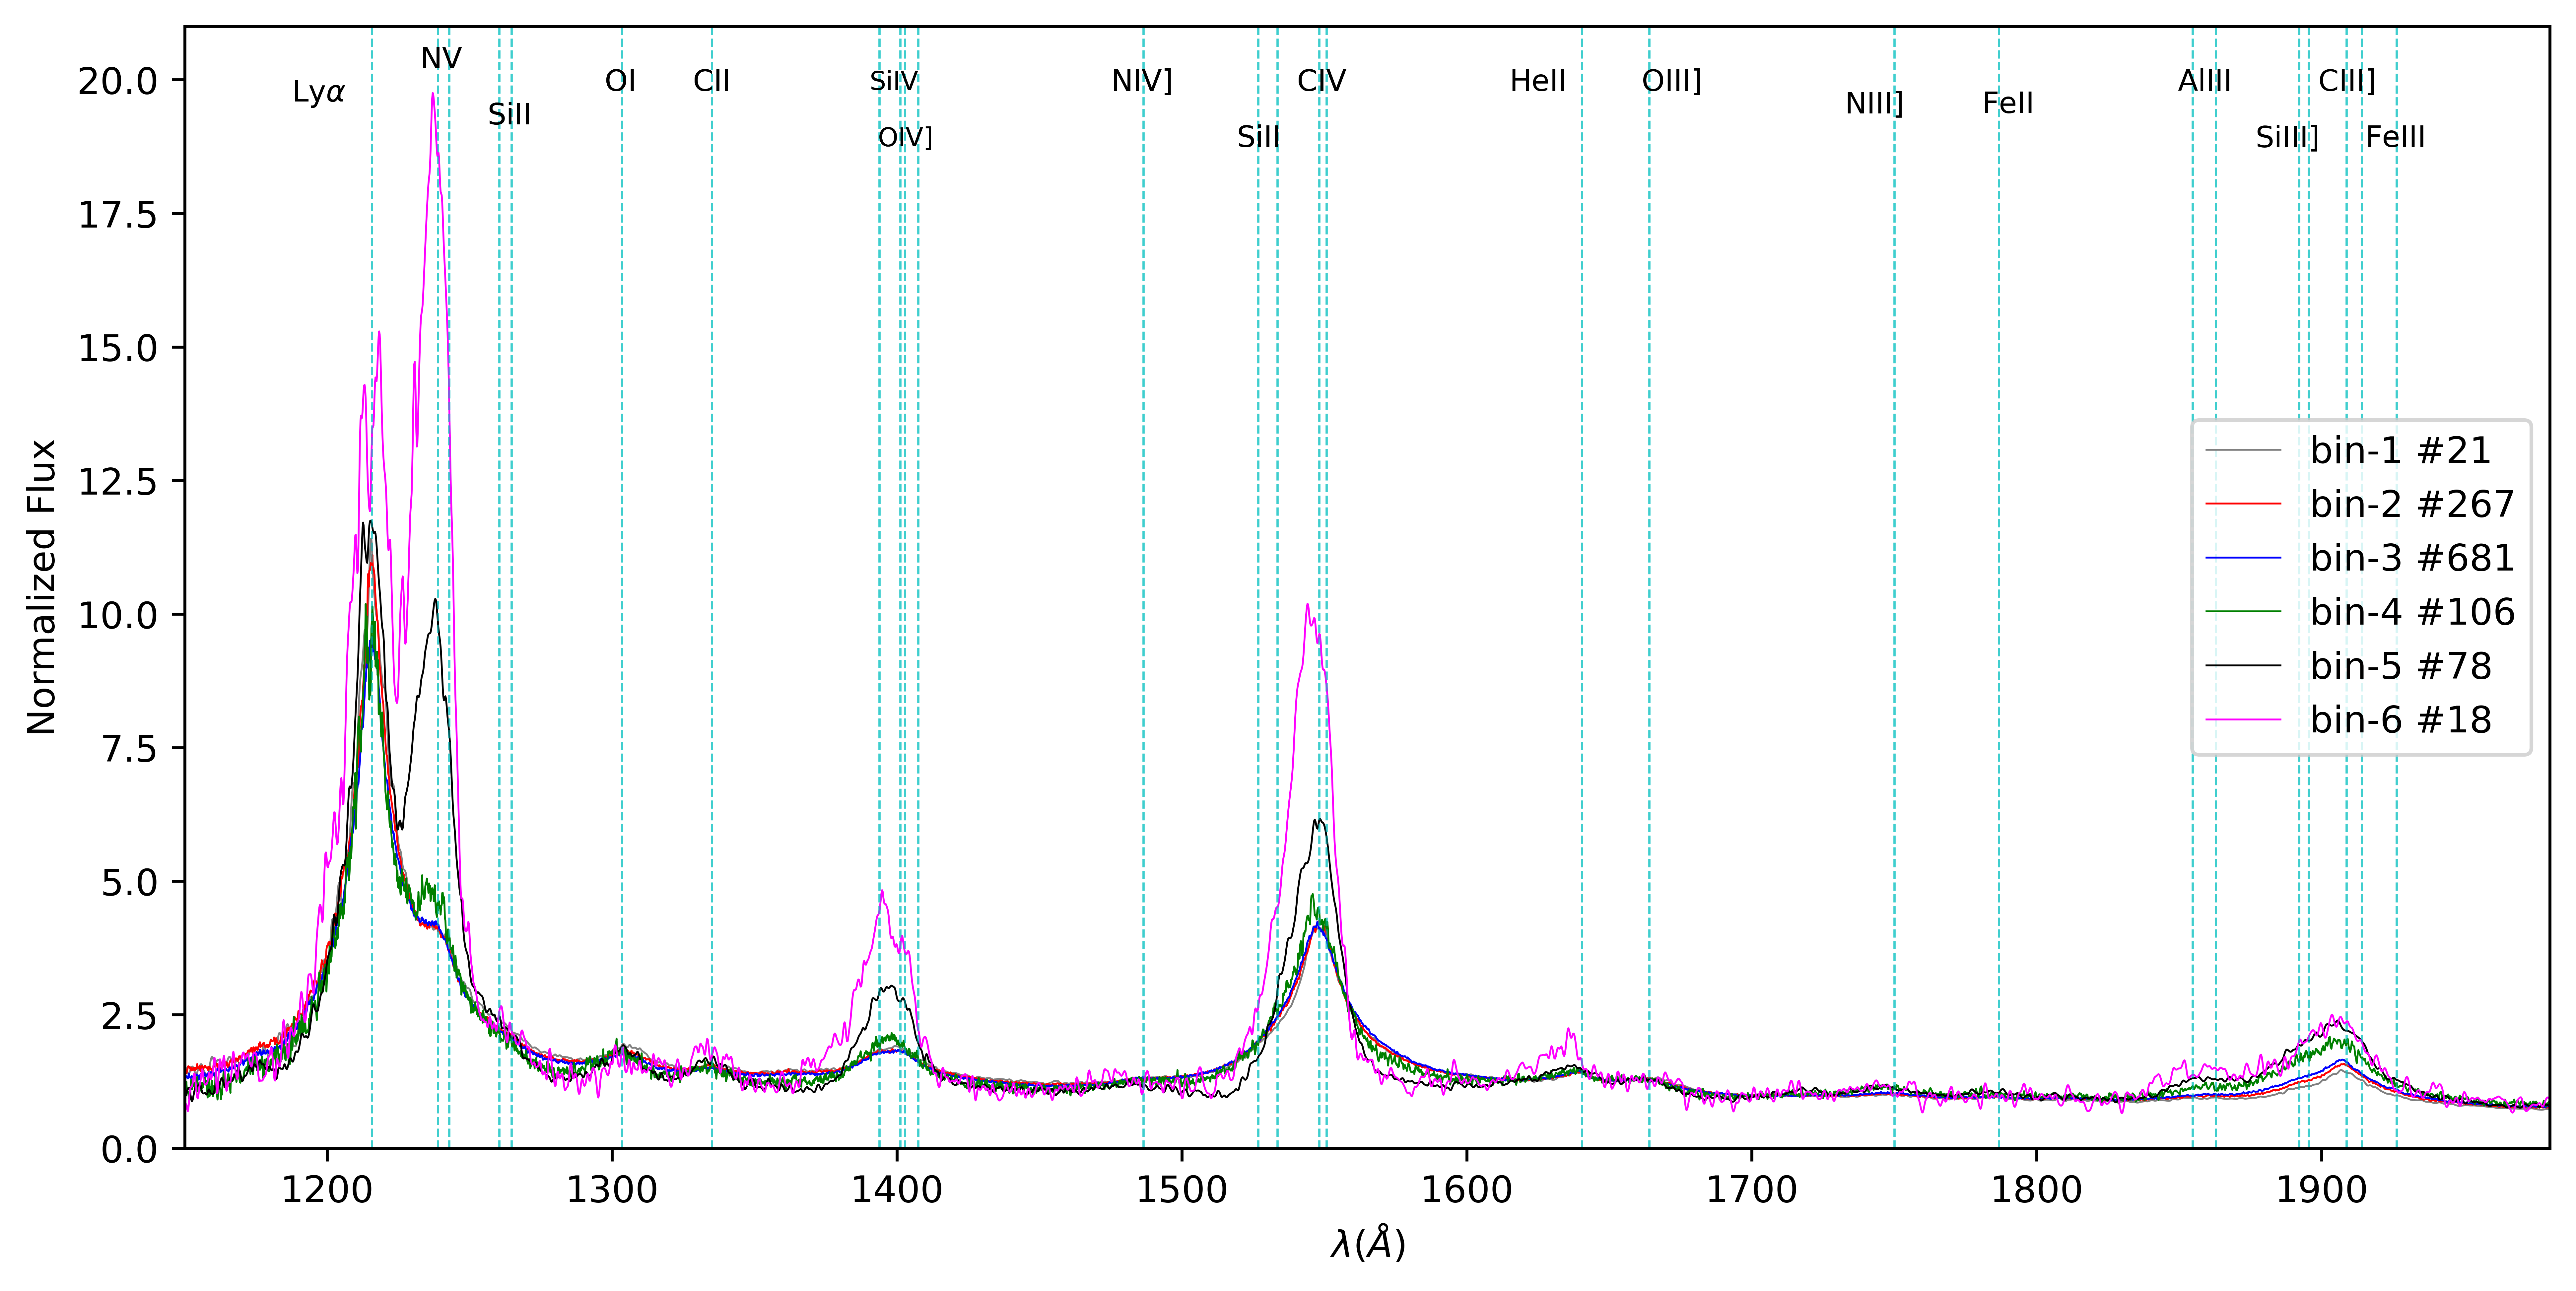 NV
Lyα
SiII
OI
CII
SiIV
OIV]
NIV]
SiII
CIV
HeII
OIII]
NIII]
FeII
AlIII
SiIII]
CIII]
FeIII
20.0
17.5
15.0
12.5
10.0
7.5
5.0
2.5
0.0
Normalized Flux
bin-1 #21
bin-2 #267
bin-3 #681
bin-4 #106
bin-5 #78
bin-6 #18
1200 1300 1400 1500 1600 1700 1800 1900
λ(Å)